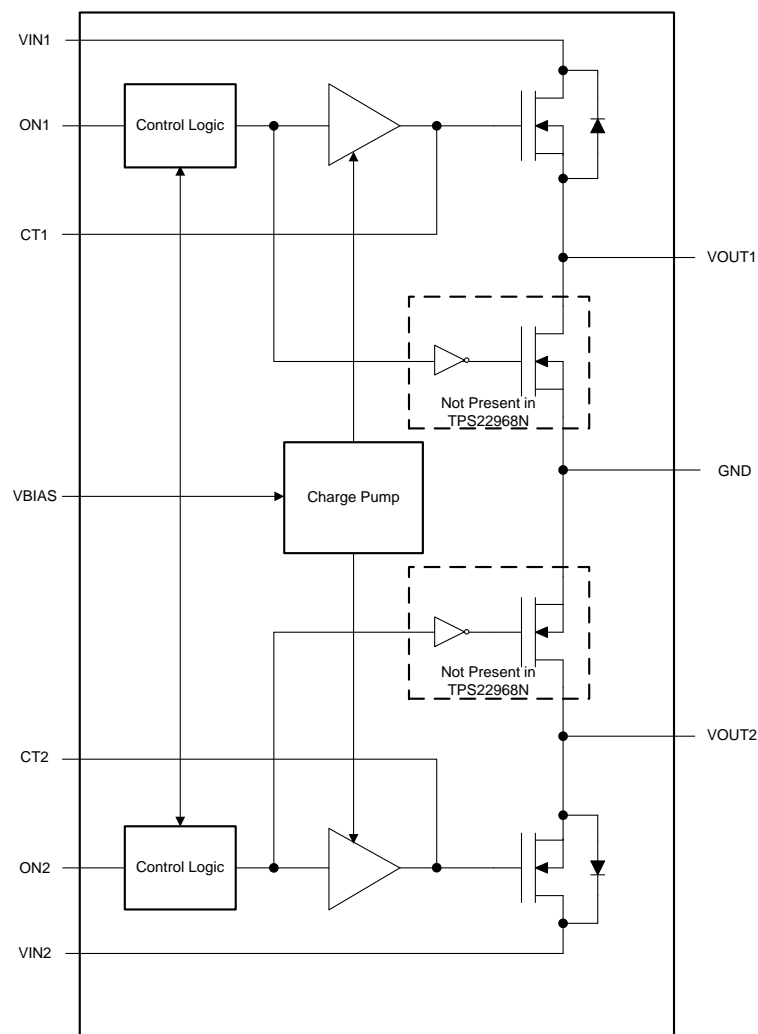 VIN1
ON1
Control Logic
CT1
VOUT1
Not Present in
TPS22968N
GND
VBIAS
Charge Pump
Not Present in
TPS22968N
VOUT2
CT2
ON2
Control Logic
VIN2